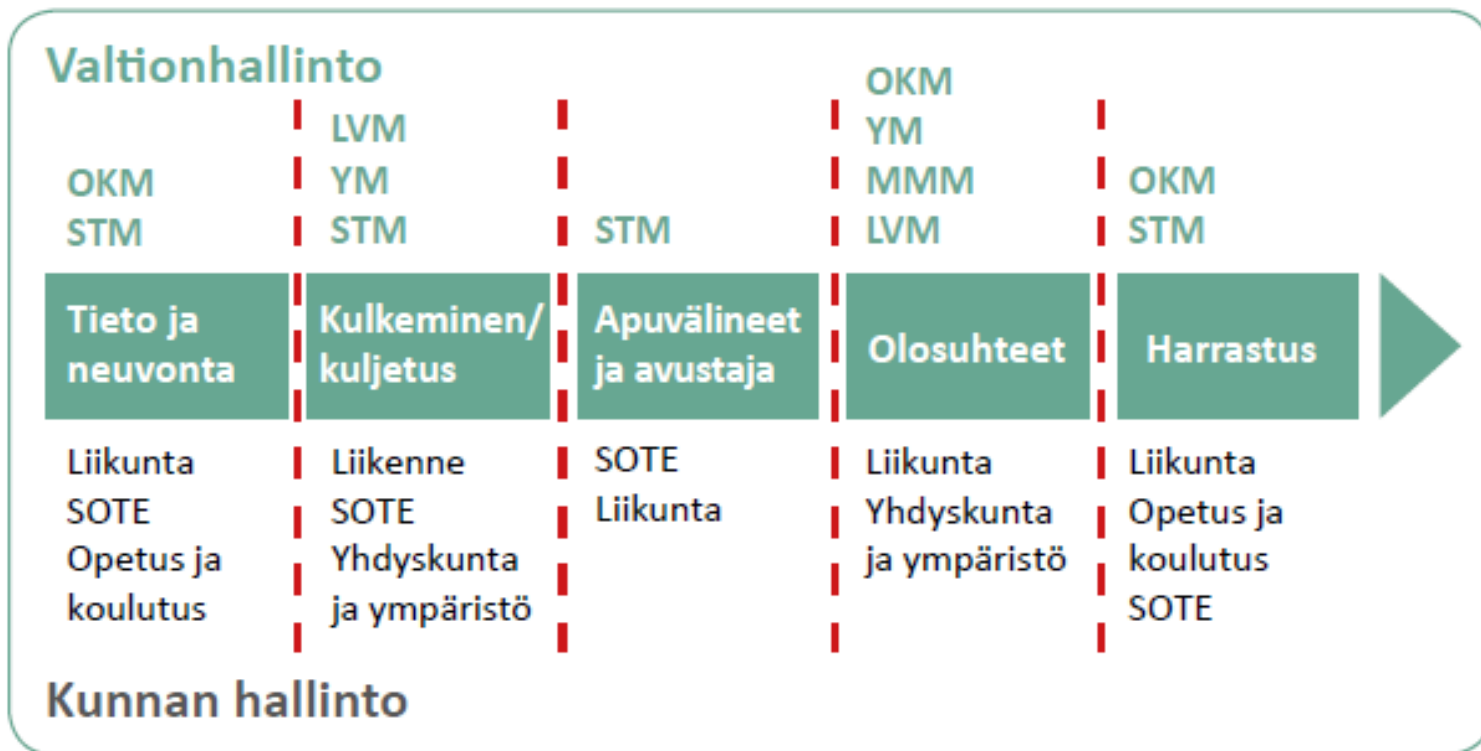 Valtionhallinto
OKM
STM
LVM
YM
STM
STM
OKM
YM
MMM
LVM
OKM
STM
Tieto ja
neuvonta
Kulkeminen/
kuljetus
Apuvälineet
ja avustaja
Olosuhteet
Harrastus
Liikunta
SOTE
Opetus ja
koulutus
Liikenne
SOTE
Yhdyskunta
ja ympäristö
SOTE
Liikunta
Liikunta
Yhdyskunta
ja ympäristö
Liikunta
Opetus ja
koulutus
SOTE
Kunnan hallinto